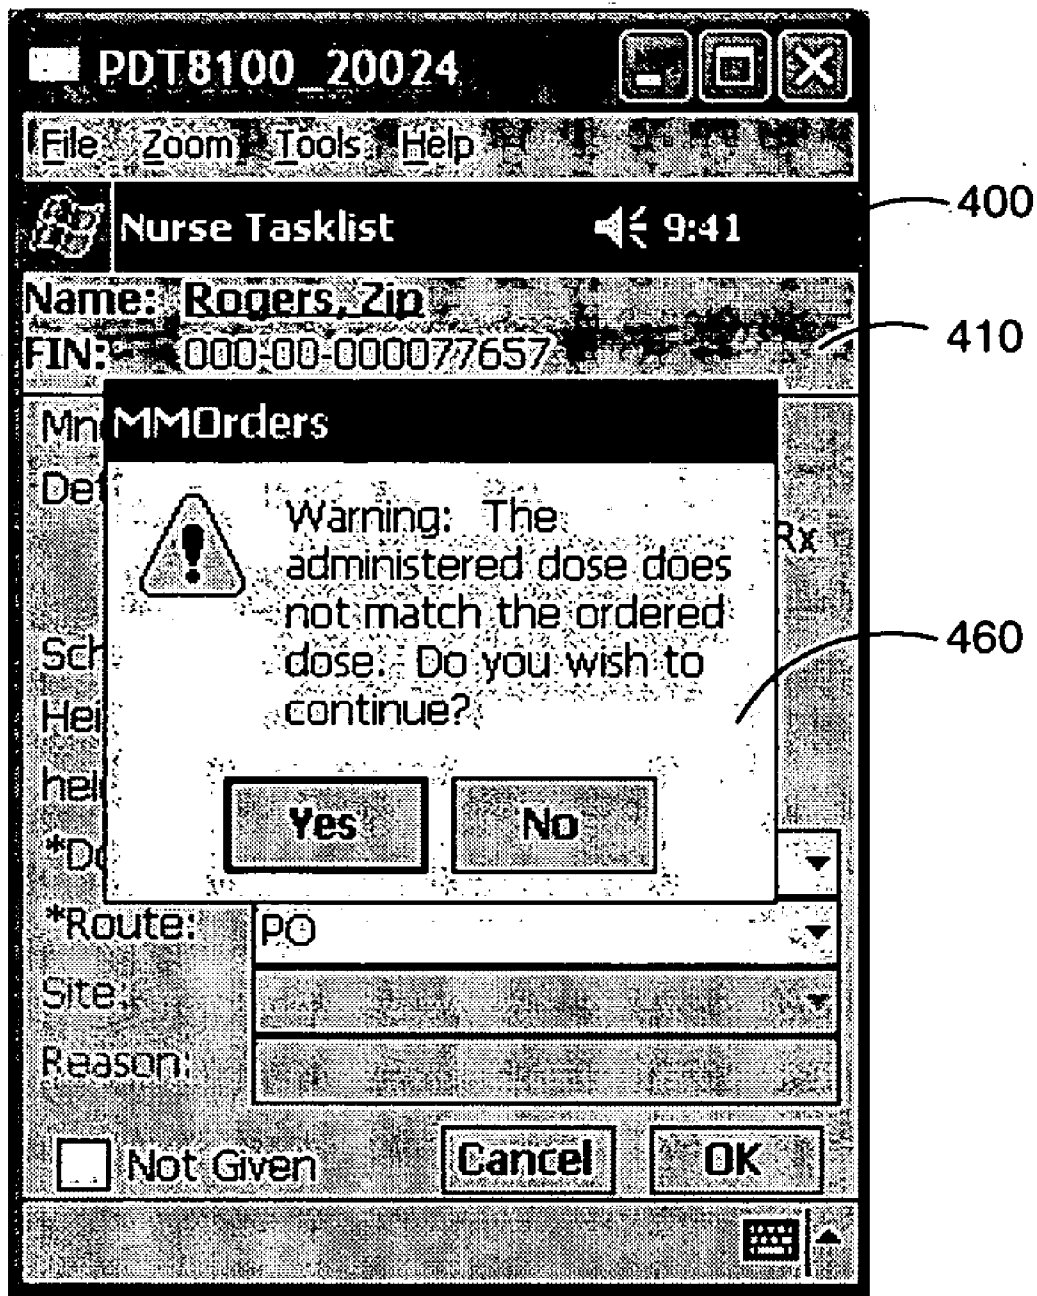 PDT8100_20024
File Zoom Tools Help
Nurse Tasklist 9:41
400
Name: Rogers, Zip
FIN: 000-00-000077657
410
MMOrders
Warning: The
administered dose does
not match the ordered
dose. Do you wish to
continue?
Rx
460
Yes No
*Route: PO
Site:
Reason:
Not Given Cancel OK